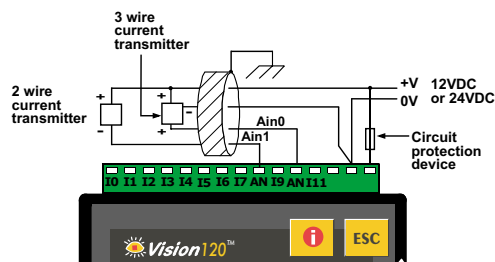 3 wire
current
transmitter
2 wire
current
transmitter
+
-
+
-
+
+V 12VDC
0V or 24VDC
Ain0
Ain1
Circuit
protection
device
I0 I1 I2 I3 I4 I5 I6 I7 AN I9 AN I11
Vision120™
i
ESC